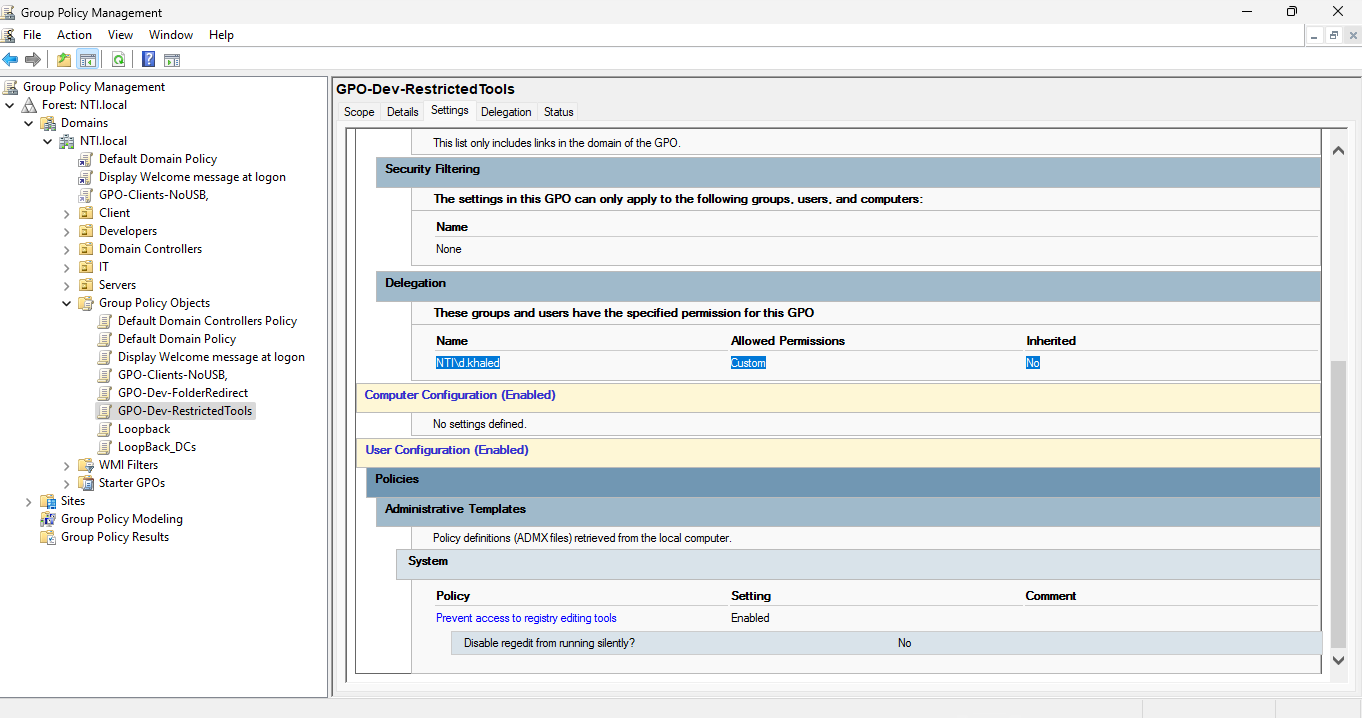 Group Policy Management
File Action View Window Help
Group Policy Management
Forest: NTI.local
Domains
NTI.local
Default Domain Policy
Display Welcome message at logon
GPO-Clients-NoUSB,
Client
Developers
Domain Controllers
IT
Servers
Group Policy Objects
Default Domain Controllers Policy
Default Domain Policy
Display Welcome message at logon
GPO-Clients-NoUSB,
GPO-Dev-FolderRedirect
GPO-Dev-RestrictedTools
Loopback
LoopBack_DCs
WMI Filters
Starter GPOs
Sites
Group Policy Modeling
Group Policy Results
GPO-Dev-RestrictedTools
Scope Details Settings Delegation Status
This list only includes links in the domain of the GPO.
Security Filtering
The settings in this GPO can only apply to the following groups, users, and computers:
Name
None
Delegation
These groups and users have the specified permission for this GPO
Name Allowed Permissions Inherited
NTI\d.khaled Custom No
Computer Configuration (Enabled)
No settings defined.
User Configuration (Enabled)
Policies
Administrative Templates
Policy definitions (ADMX files) retrieved from the local computer.
System
Policy Setting Comment
Prevent access to registry editing tools Enabled
Disable regedit from running silently? No